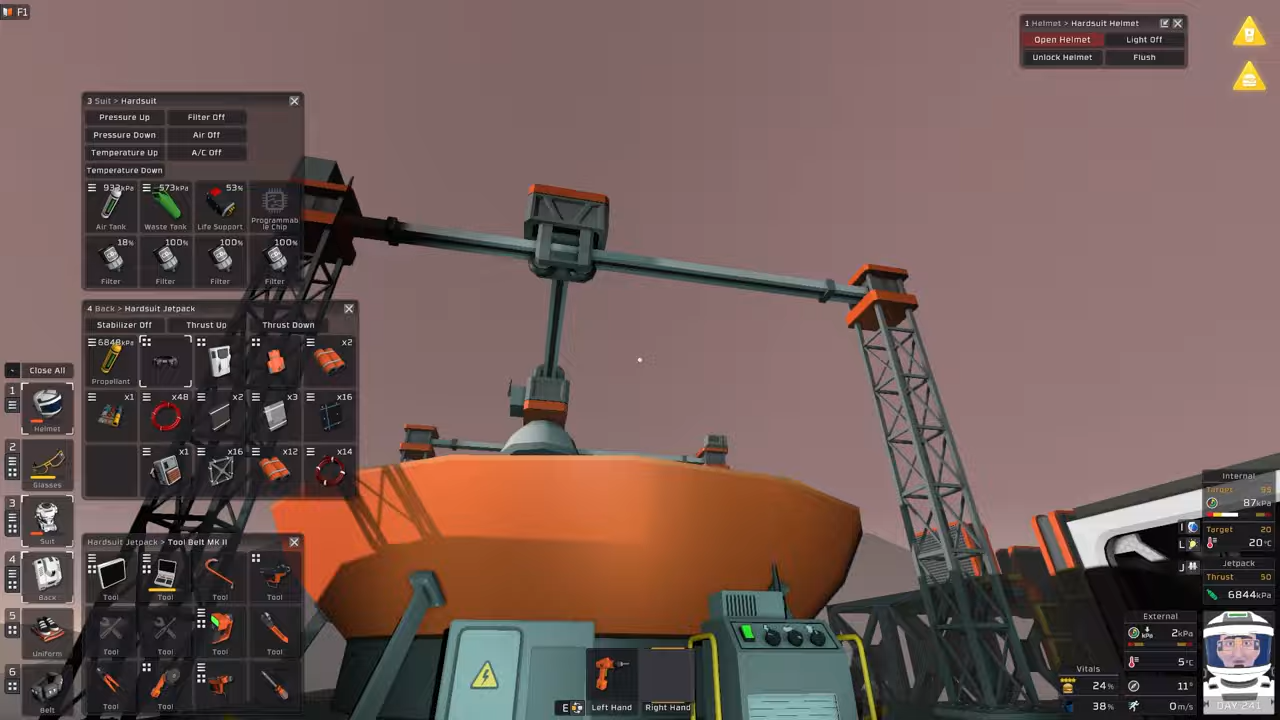 F1
1 Helmet > Hardsuit Helmet
Open Helmet
Light Off
Unlock Helmet
Flush
3 Suit > Hardsuit
Pressure Up
Filter Off
Pressure Down
Air Off
Temperature Up
A/C Off
Temperature Down
573kPa
53%
Air Tank
Waste Tank
Life Support
Programmab
le Chip
18%
100%
100%
100%
Filter
Filter
Filter
Filter
4 Back > Hardsuit Jetpack
Stabilizer Off
Thrust Up
Thrust Down
x2
Propellant
x1
x48
x2
x3
x16
x1
x16
x12
x14
Close All
1
Helmet
2
Glasses
3
Suit
4
Back
5
Uniform
6
Belt
Hardsuit Jetpack > Tool Belt MK II
Tool
Tool
Tool
Tool
Tool
Tool
Tool
Tool
Tool
Tool
Tool
Tool
E
Left Hand
Right Hand
Internal
Target 99
87kPa
Target 20
20°C
I
L
J
Jetpack
Thrust 50
6844kPa
External
kPa
2kPa
5°C
11°
0m/s
Vitals
24%
38%
DAY 241